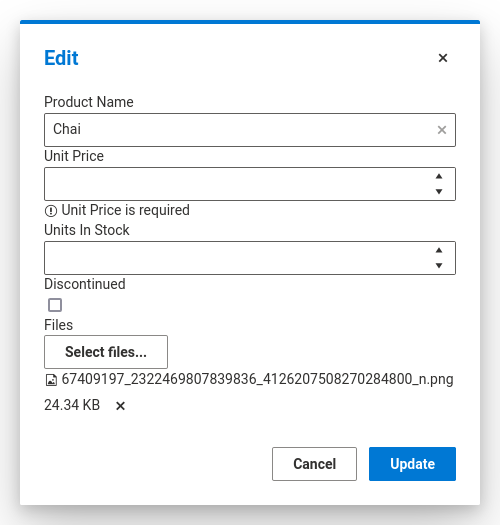 Edit
Product Name
Chai
Unit Price
Unit Price is required
Units In Stock
Discontinued
Files
Select files...
67409197_2322469807839836_4126207508270284800_n.png
24.34 KB
Cancel
Update